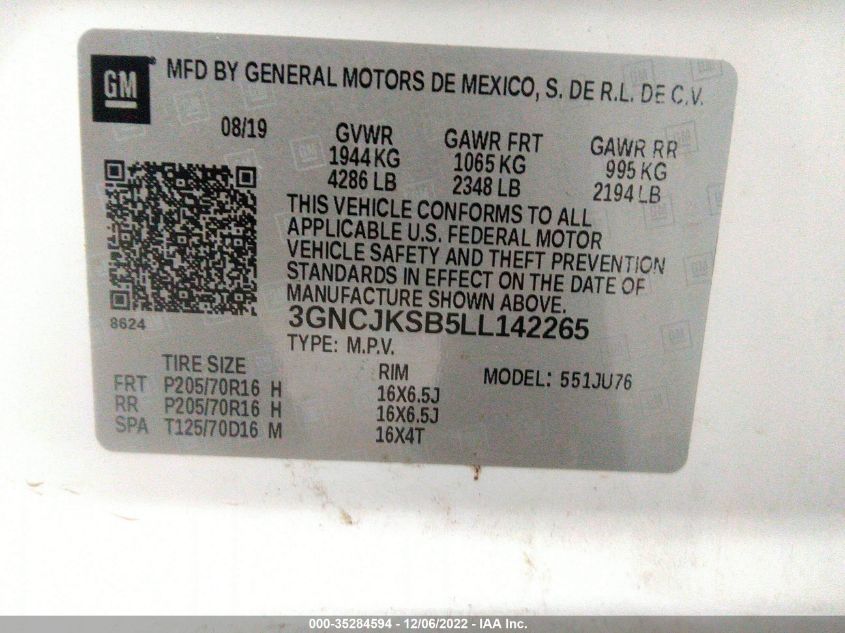 GM ® MFD BY GENERAL MOTORS DE MEXICO, S. DE R.L. DE C.V.
08/19 GVWR GAWR FRT GAWR RR
1944 KG 1065 KG 995 KG
4286 LB 2348 LB 2194 LB
THIS VEHICLE CONFORMS TO ALL
APPLICABLE U.S. FEDERAL MOTOR
VEHICLE SAFETY AND THEFT PREVENTION
STANDARDS IN EFFECT ON THE DATE OF
MANUFACTURE SHOWN ABOVE.
8624 3GNCJKSB5LL142265
TYPE: M.P.V.
TIRE SIZE RIM MODEL: 551JU76
FRT P205/70R16 H 16X6.5J
RR P205/70R16 H 16X6.5J
SPA T125/70D16 M 16X4T
000-35284594 - 12/06/2022 - IAA Inc.